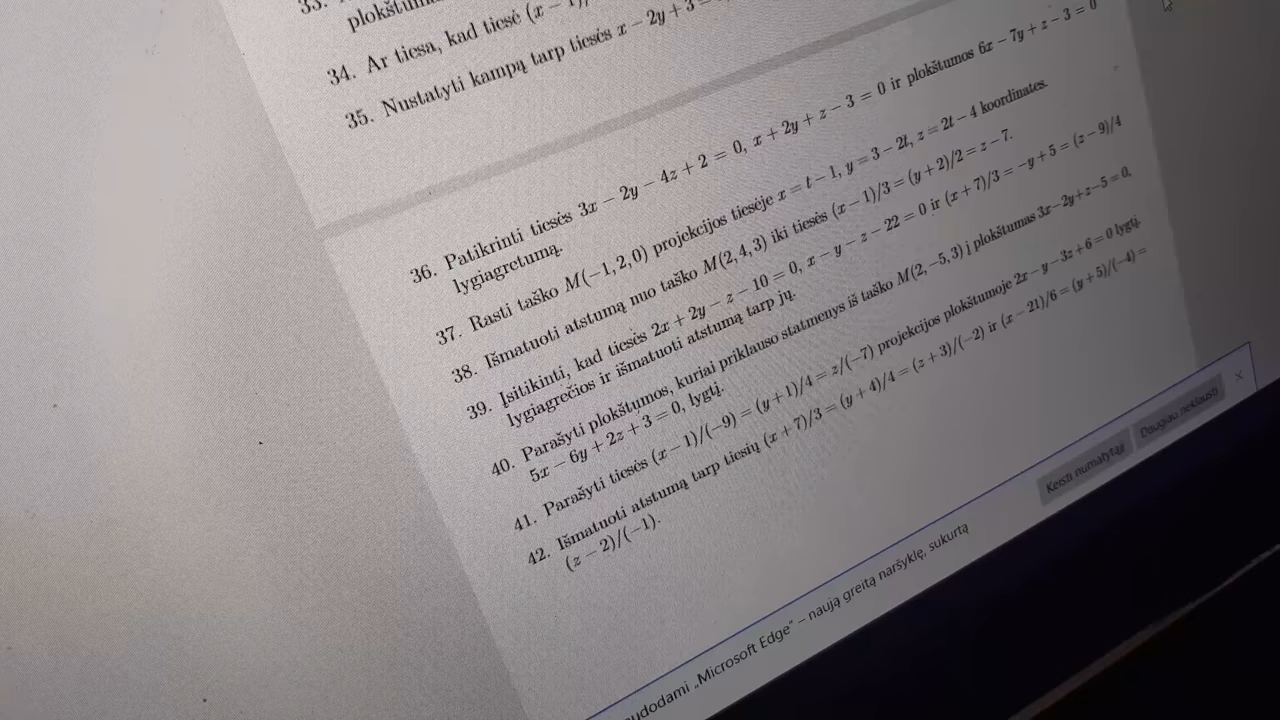 33.
plokštum
34. Ar tiesa, kad tiesė (x − 1)/
35. Nustatyti kampą tarp tiesės x − 2y + 3 =
36. Patikrinti tiesės 3x − 2y − 4z + 2 = 0, x + 2y + z − 3 = 0 ir plokštumos 6x − 7y + z − 3 = 0
lygiagretumą.
37. Rasti taško M(−1, 2, 0) projekcijos tiesėje x = t − 1, y = 3 − 2t, z = 2t − 4 koordinates.
38. Išmatuoti atstumą nuo taško M(2, 4, 3) iki tiesės (x − 1)/3 = (y + 2)/2 = z − 7.
39. Įsitikinti, kad tiesės 2x + 2y − z − 10 = 0, x − y − z − 22 = 0 ir (x + 7)/3 = −y + 5 = (z − 9)/4
lygiagrečios ir išmatuoti atstumą tarp jų.
40. Parašyti plokštumos, kuriai priklauso statmenys iš taško M(2, −5, 3) į plokštumas 3x−2y+z−5 = 0,
5x − 6y + 2z + 3 = 0, lygtį.
41. Parašyti tiesės (x − 1)/(−9) = (y + 1)/4 = z/(−7) projekcijos plokštumoje 2x − y − 3z + 6 = 0 lygtį.
42. Išmatuoti atstumą tarp tiesių (x + 7)/3 = (y + 4)/4 = (z + 3)/(−2) ir (x − 21)/6 = (y + 5)/(−4) =
(z − 2)/(−1).
udodami „Microsoft Edge“ – naują greitą naršyklę, sukurtą
Keisti numatytąjį
Daugiau neklausti